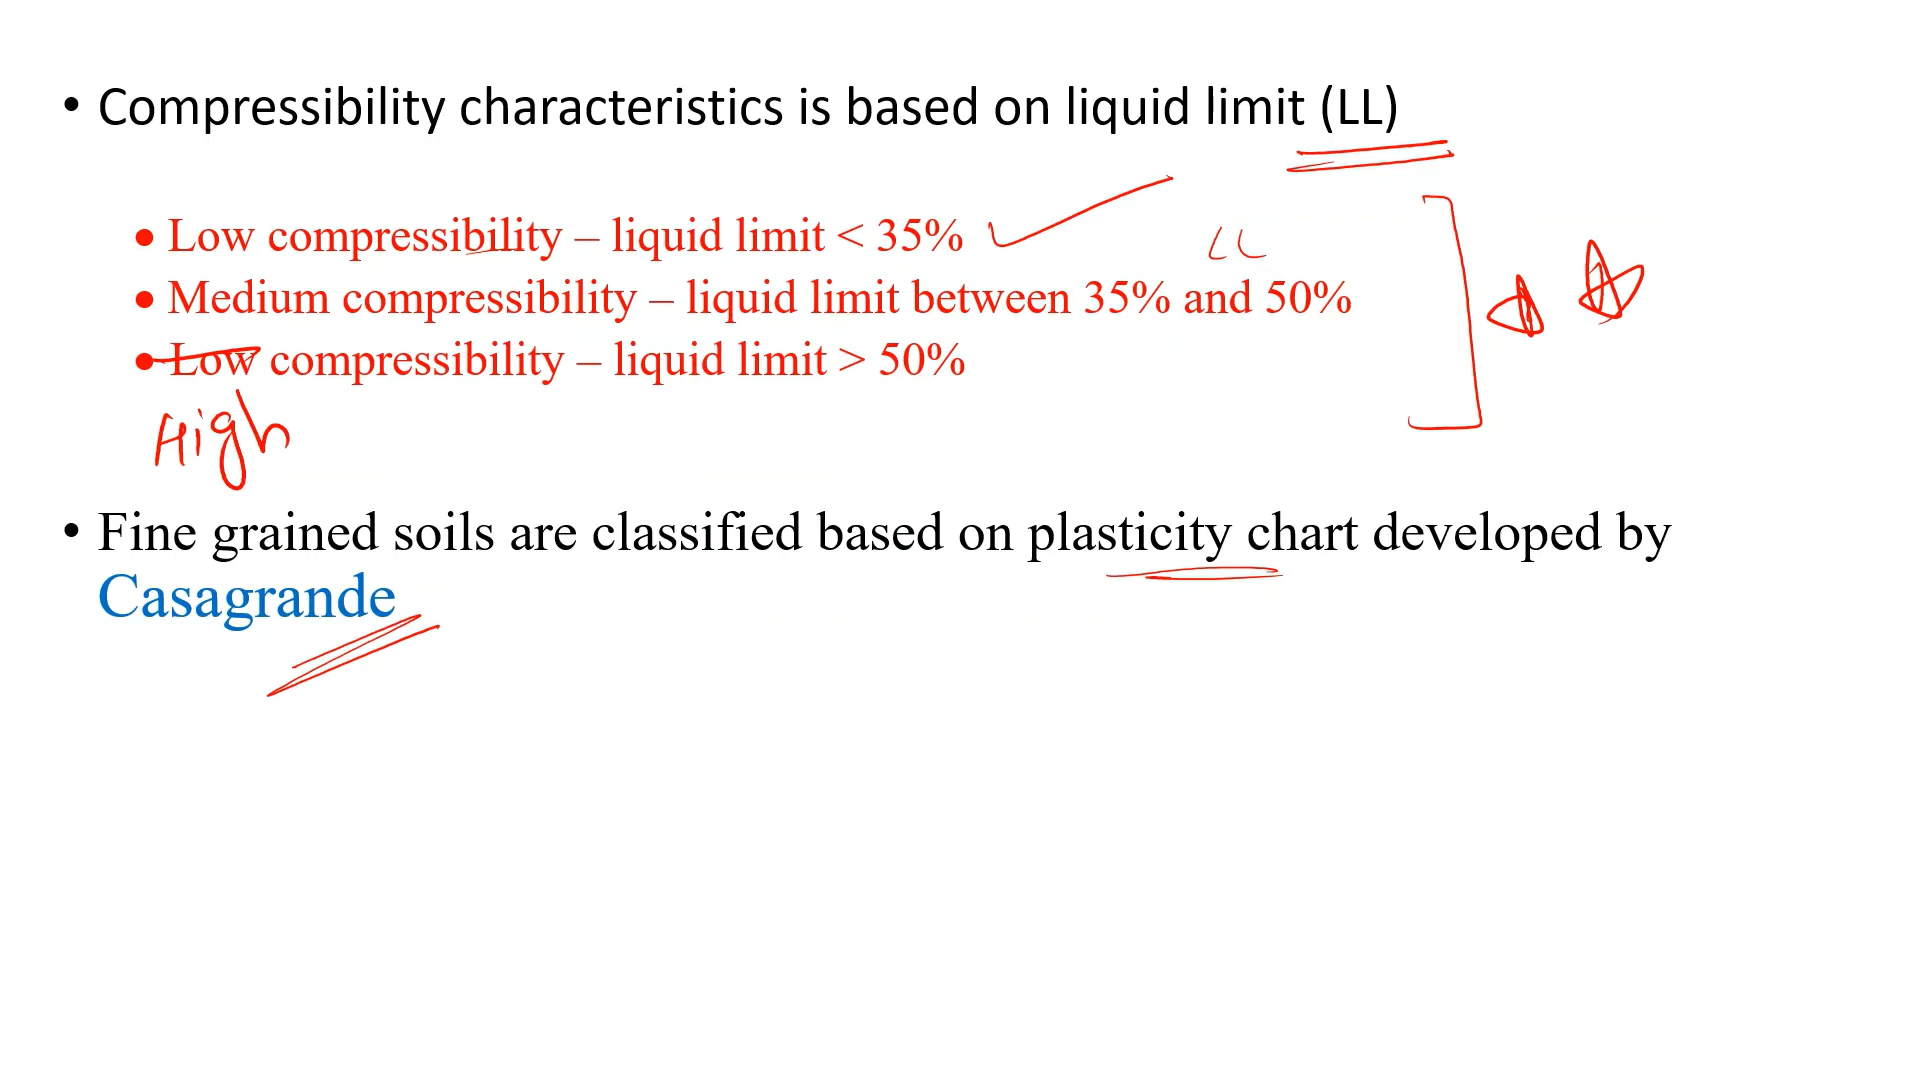 • Compressibility characteristics is based on liquid limit (LL)
• Low compressibility – liquid limit < 35%
LL
• Medium compressibility – liquid limit between 35% and 50%
• Low compressibility – liquid limit > 50%
High
• Fine grained soils are classified based on plasticity chart developed by
Casagrande